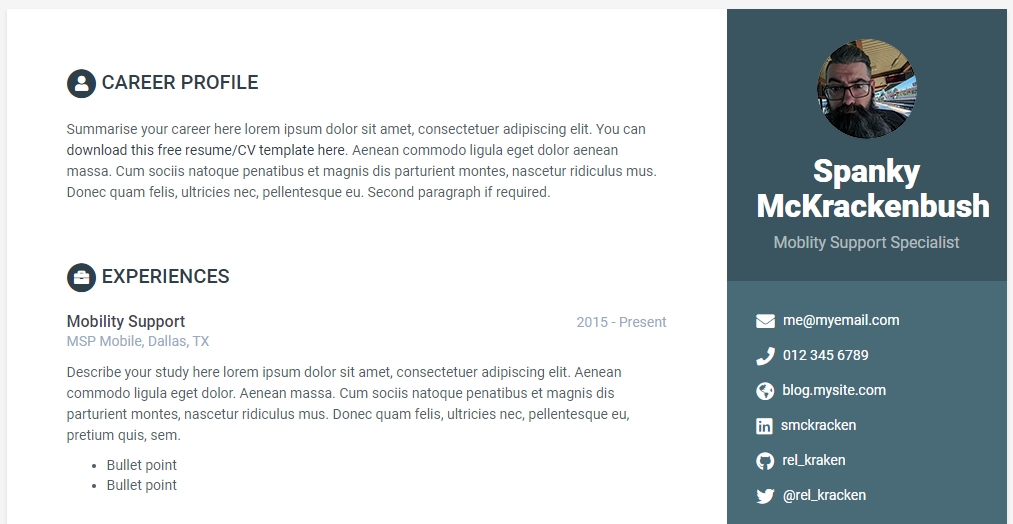 CAREER PROFILE
Summarise your career here lorem ipsum dolor sit amet, consectetuer adipiscing elit. You can
download this free resume/CV template here. Aenean commodo ligula eget dolor aenean
massa. Cum sociis natoque penatibus et magnis dis parturient montes, nascetur ridiculus mus.
Donec quam felis, ultricies nec, pellentesque eu. Second paragraph if required.
EXPERIENCES
Mobility Support
2015 - Present
MSP Mobile, Dallas, TX
Describe your study here lorem ipsum dolor sit amet, consectetuer adipiscing elit. Aenean
commodo ligula eget dolor. Aenean massa. Cum sociis natoque penatibus et magnis dis
parturient montes, nascetur ridiculus mus. Donec quam felis, ultricies nec, pellentesque eu,
pretium quis, sem.
• Bullet point
• Bullet point
Spanky
McKrackenbush
Moblity Support Specialist
me@myemail.com
012 345 6789
blog.mysite.com
smckracken
rel_kraken
@rel_kracken